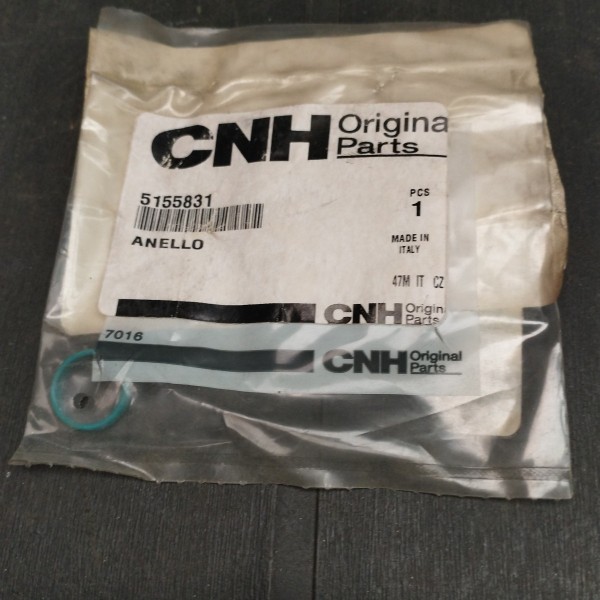 CNH Origina
Parts
5155831
PCS
1
ANELLO
MADE IN
ITALY
47M IT CZ
CNH Origin
Parts
7016
CNH Original
Parts